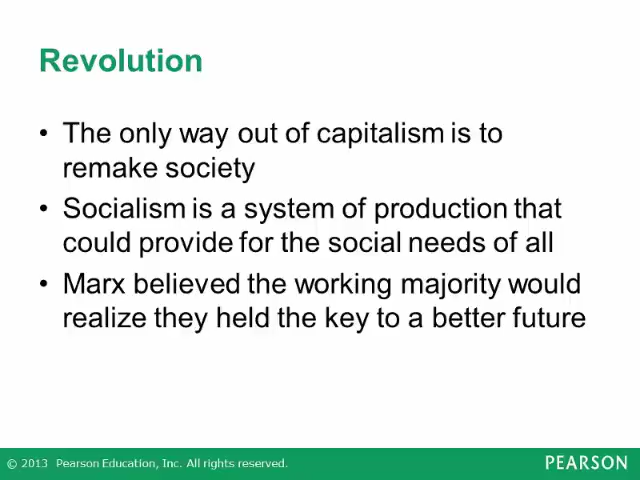 Revolution
• The only way out of capitalism is to
remake society
• Socialism is a system of production that
could provide for the social needs of all
• Marx believed the working majority would
realize they held the key to a better future
© 2013 Pearson Education, Inc. All rights reserved.
PEARSON